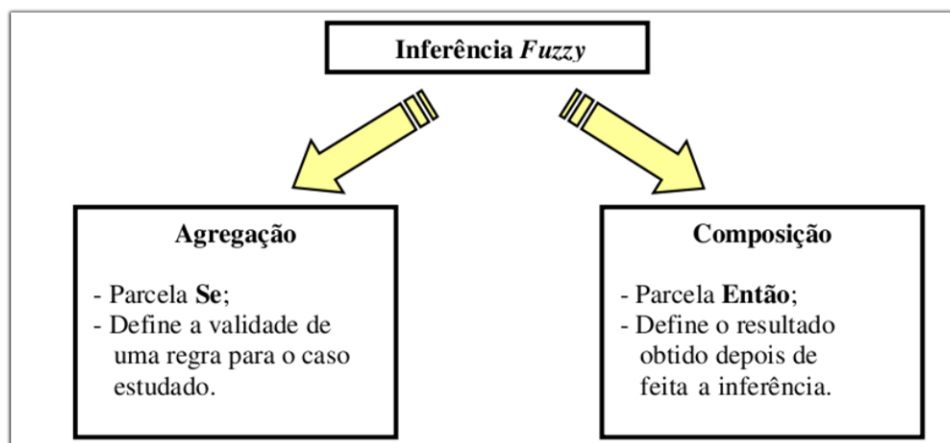 Inferência Fuzzy
Agregação
- Parcela Se;
- Define a validade de
uma regra para o caso
estudado.
Composição
- Parcela Então;
- Define o resultado
obtido depois de
feita a inferência.